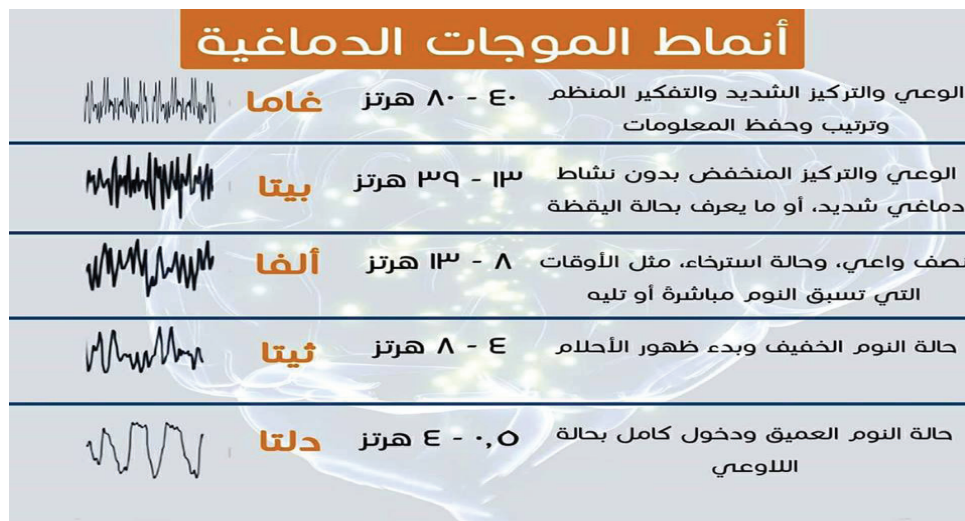 أنماط الموجات الدماغية
الوعي والتركيز الشديد والتفكير المنظم ٤٠ - ٨٠ هرتز غاما
وترتيب وحفظ المعلومات
الوعي والتركيز المنخفض بدون نشاط ١٣ - ٣٩ هرتز بيتا
دماغي شديد، أو ما يعرف بحالة اليقظة
نصف واعي، وحالة استرخاء، مثل الأوقات ٨ - ١٣ هرتز ألفا
التي تسبق النوم مباشرة أو تليه
حالة النوم الخفيف وبدء ظهور الأحلام ٤ - ٨ هرتز ثيتا
حالة النوم العميق ودخول كامل بحالة ٠,٥ - ٤ هرتز دلتا
اللاوعي